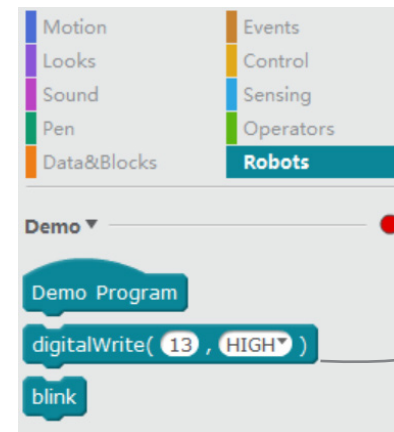 Motion
Events
Looks
Control
Sound
Sensing
Pen
Operators
Data&Blocks
Robots
Demo
Demo Program
digitalWrite( 13 , HIGH )
blink